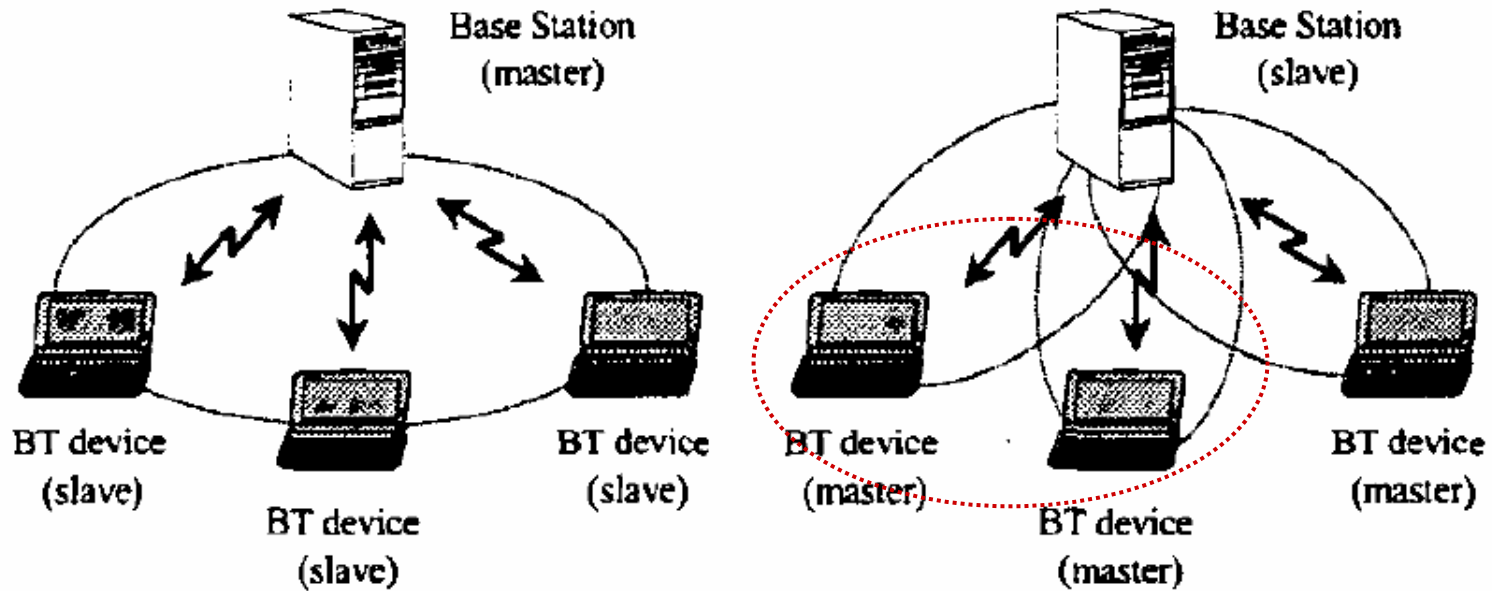 Base Station
(master)
BT device
(slave)
BT device
(slave)
BT device
(slave)
Base Station
(slave)
BT device
(master)
BT device
(master)
BT device
(master)